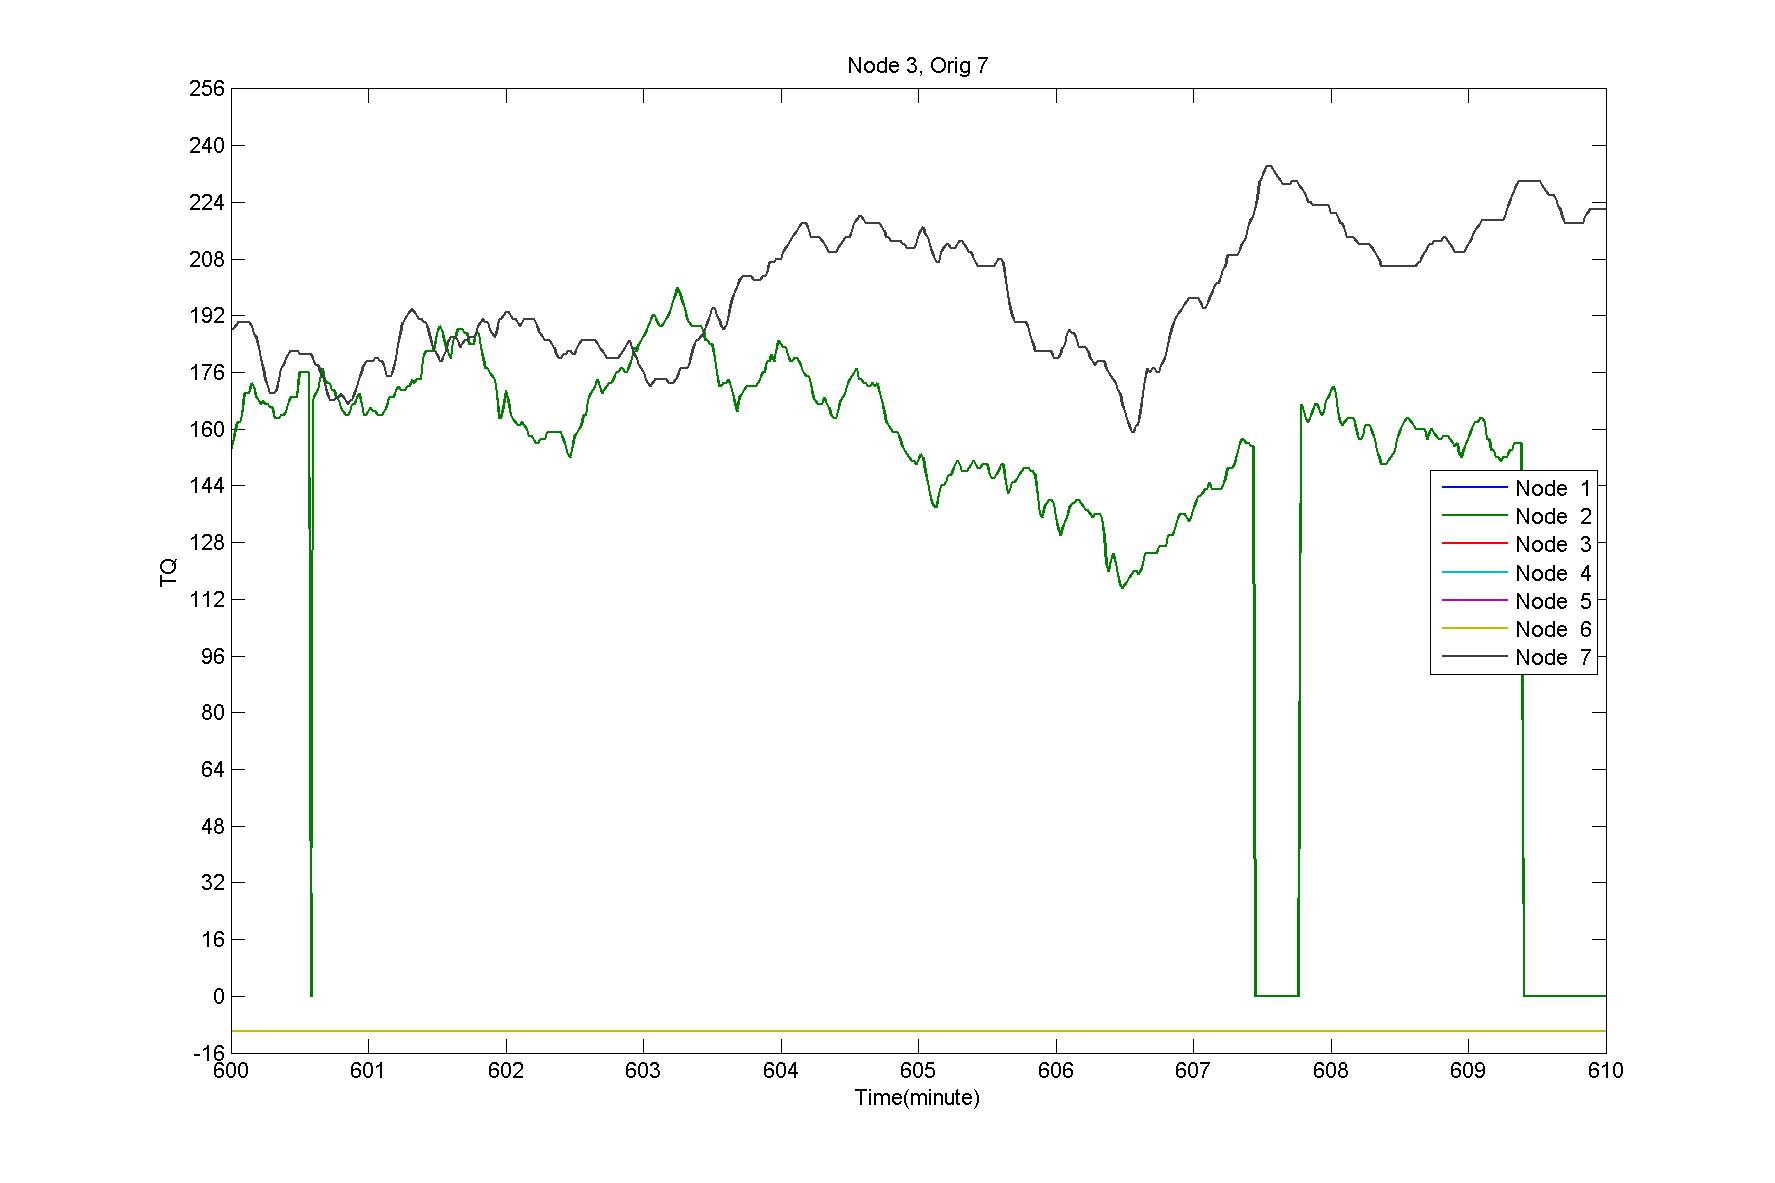 Node 3, Orig 7
256
240
224
208
192
176
160
144
128
112
96
80
64
48
32
16
0
-16
TQ
Node 1
Node 2
Node 3
Node 4
Node 5
Node 6
Node 7
600 601 602 603 604 605 606 607 608 609 610
Time(minute)